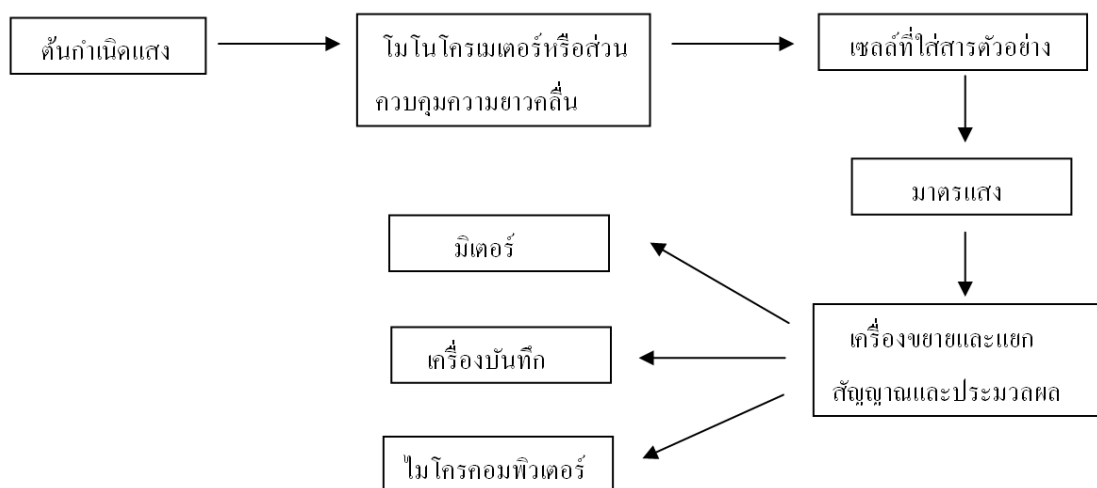 ต้นกำเนิดแสง
โมโนโครเมเตอร์หรือส่วน
ควบคุมความยาวคลื่น
เซลล์ที่ใส่สารตัวอย่าง
มาตรแสง
เครื่องขยายและแยก
สัญญาณและประมวลผล
มิเตอร์
เครื่องบันทึก
ไมโครคอมพิวเตอร์